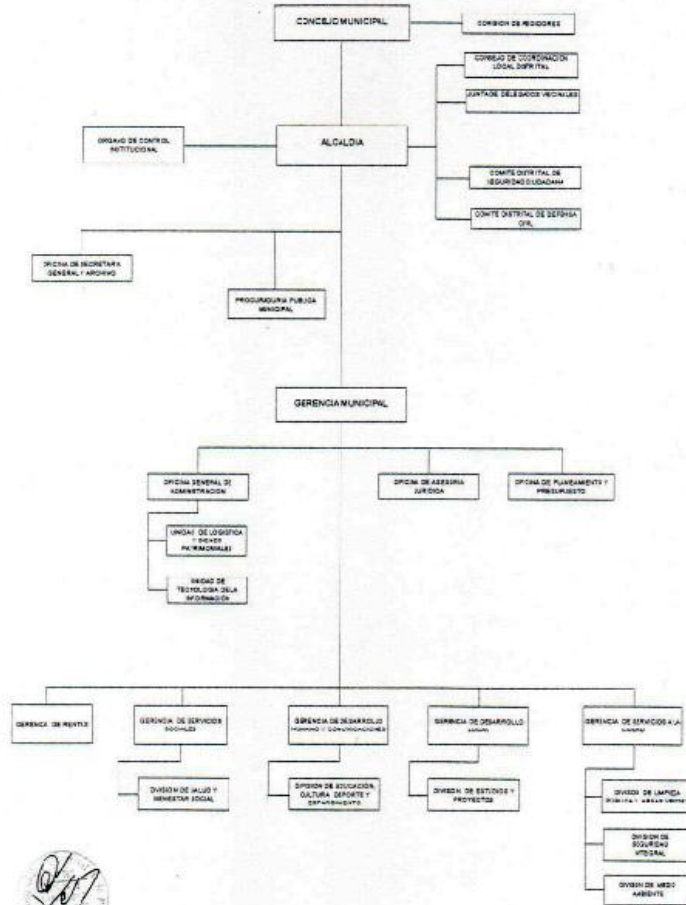 CONCEJO MUNICIPAL
COMISION DE REGIDORES
CONSEJO DE COORDINACION
LOCAL DISTRITAL
JUNTA DE DELEGADOS VECINALES
ORGANO DE CONTROL
INSTITUCIONAL
ALCALDIA
COMITE DISTRITAL DE
SEGURIDAD CIUDADANA
COMITE DISTRITAL DE DEFENSA
CIVIL
OFICINA DE SECRETARIA
GENERAL Y ARCHIVO
PROCURADURIA PUBLICA
MUNICIPAL
GERENCIA MUNICIPAL
OFICINA GENERAL DE
ADMINISTRACION
OFICINA DE ASESORIA
JURIDICA
OFICINA DE PLANEAMIENTO Y
PRESUPUESTO
UNIDAD DE LOGISTICA
PATRIMONIALES
UNIDAD DE
TECTOLOGIA DE LA
INFORMACIÓN
GERENCIA DE RENTAS
GERENCIA DE SERVICIOS
SOCIALES
GERENCIA DE DESARROLLO
HUMANO Y COMUNICACIONES
GERENCIA DE DESARROLLO
GERENCIA DE SERVICIOS A LA
DIVISION DE SALUD Y
BIENESTAR SOCIAL
DIVISION DE EDUCACION,
CULTURA DEPORTE Y
ESPARCIMIENTO
DIVISION DE ESTUDIOS Y
PROYECTOS
DIVISION DE LIMPIEZA
DIVISION DE
SEGURIDAD
INTEGRAL
DIVISION DE MEDIO
AMBIENTE